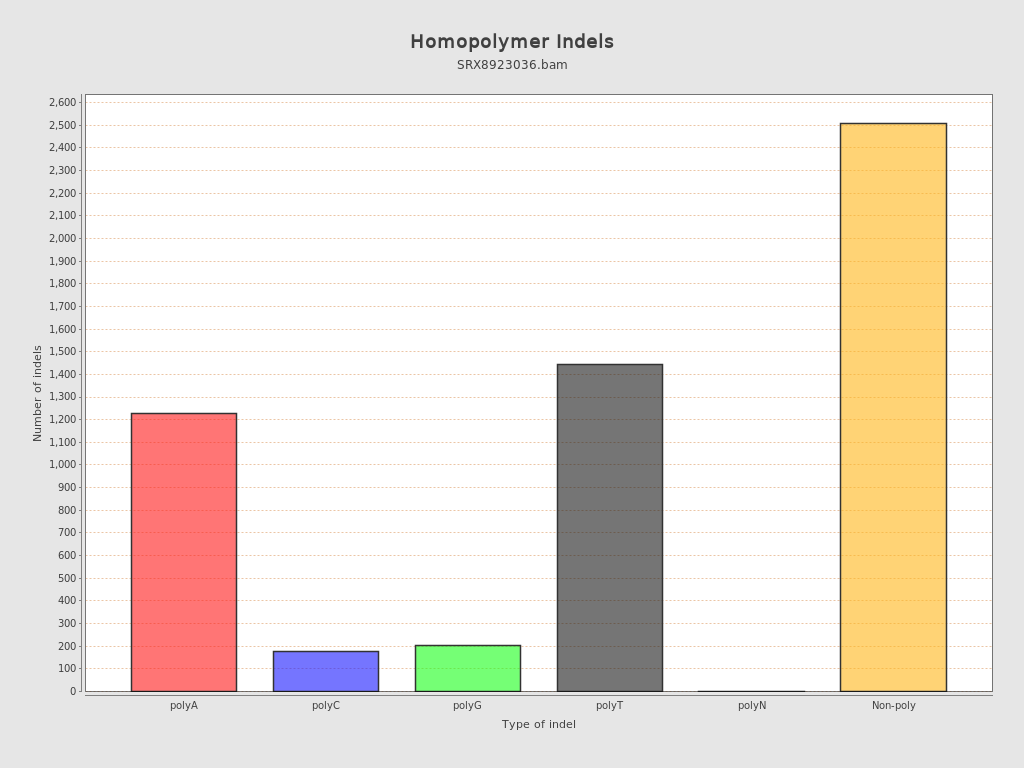 Homopolymer Indels
SRX8923036.bam
2,600
2,500
2,400
2,300
2,200
2,100
2,000
1,900
1,800
1,700
1,600
1,500
1,400
1,300
1,200
1,100
1,000
900
800
700
600
500
400
300
200
100
0
Number of indels
polyA
polyC
polyG
polyT
polyN
Non-poly
Type of indel